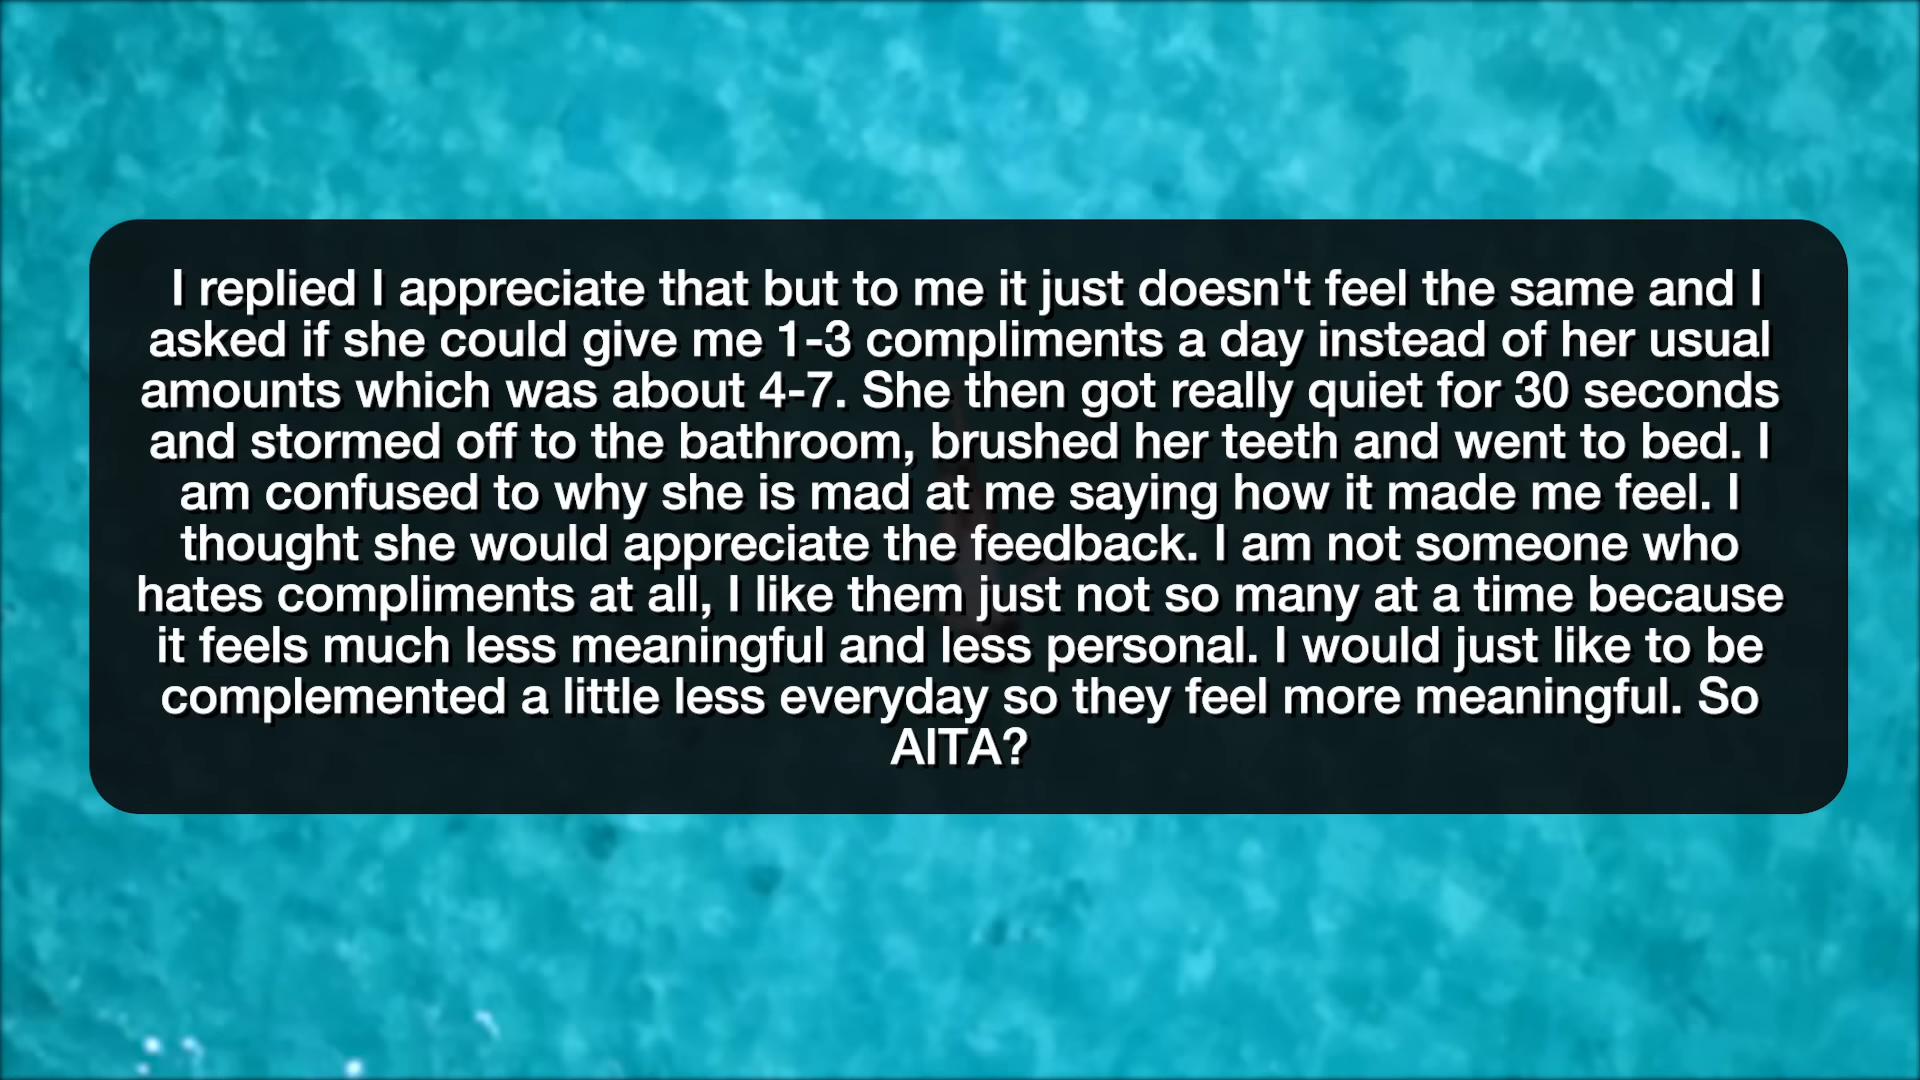 I replied I appreciate that but to me it just doesn't feel the same and I
asked if she could give me 1-3 compliments a day instead of her usual
amounts which was about 4-7. She then got really quiet for 30 seconds
and stormed off to the bathroom, brushed her teeth and went to bed. I
am confused to why she is mad at me saying how it made me feel. I
thought she would appreciate the feedback. I am not someone who
hates compliments at all, I like them just not so many at a time because
it feels much less meaningful and less personal. I would just like to be
complemented a little less everyday so they feel more meaningful. So
AITA?